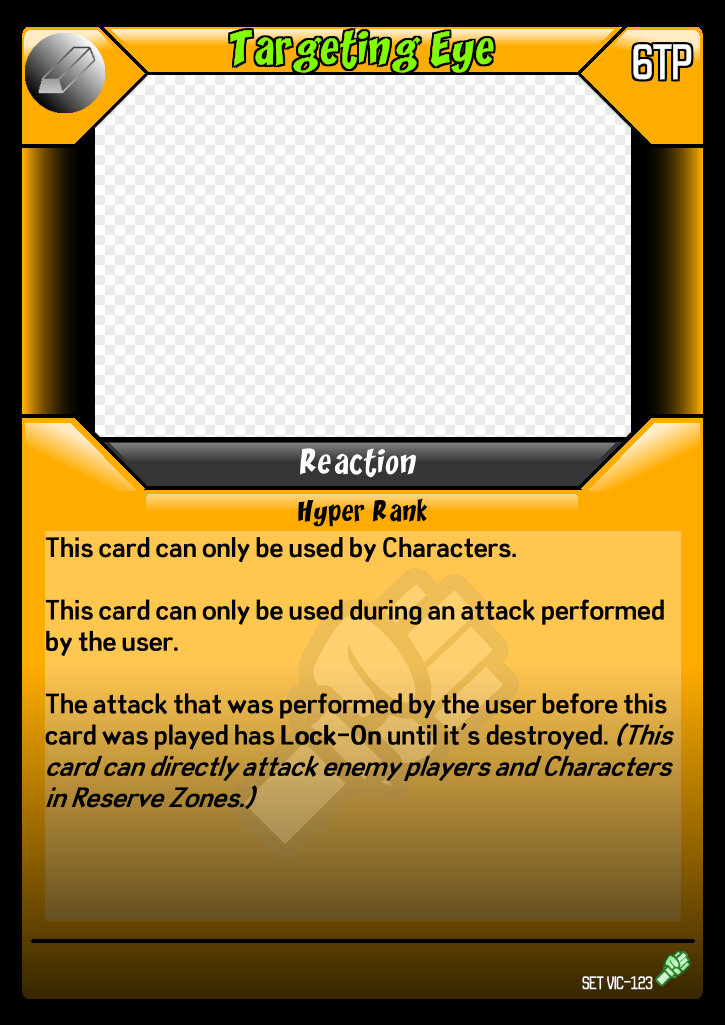 Targeting Eye
6TP
Reaction
Hyper Rank
This card can only be used by Characters.
This card can only be used during an attack performed
by the user.
The attack that was performed by the user before this
card was played has Lock-On until it's destroyed. (This
card can directly attack enemy players and Characters
in Reserve Zones.)
SET VIC-123